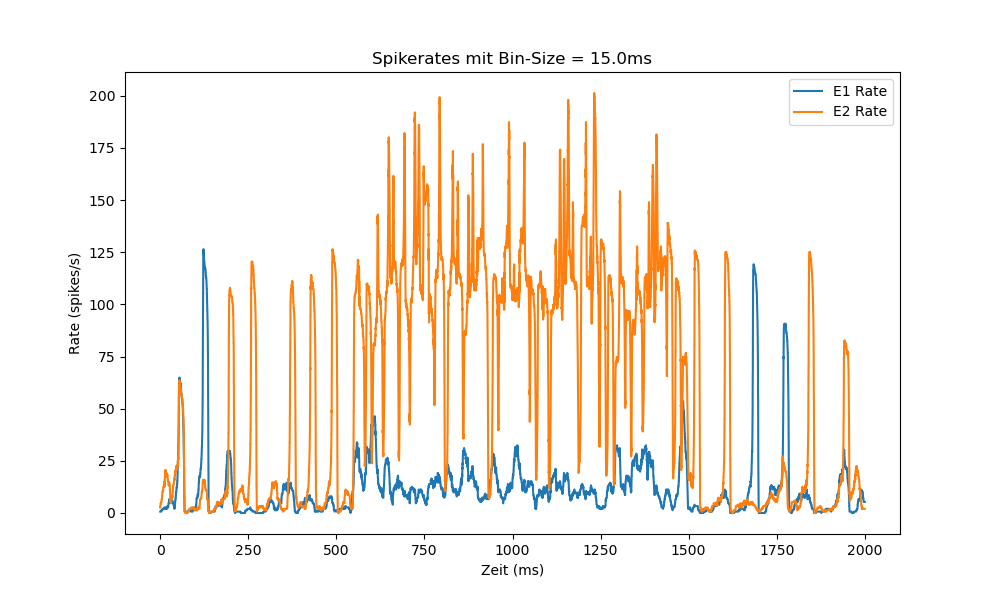 Spikerates mit Bin-Size = 15.0ms
E1 Rate
E2 Rate
200
175
150
125
100
75
50
25
0
Rate (spikes/s)
0 250 500 750 1000 1250 1500 1750 2000
Zeit (ms)